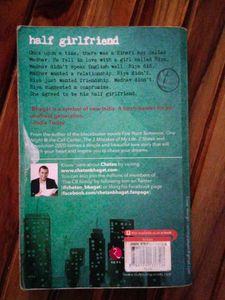 half girlfriend
Once upon a time, there was a Bihari boy called
Madhav. He fell in love with a girl called Riya.
Madhav didn't speak English well. Riya did.
Madhav wanted a relationship. Riya didn't.
Riya just wanted friendship. Madhav didn't.
Riya suggested a compromise.
She agreed to be his half girlfriend.
'Bhagat is a symbol of new India. A torch-bearer for an
unafraid generation.'
–India Today
From the author of the blockbuster novels Five Point Someone, One
Night @ the Call Center, The 3 Mistakes of My Life, 2 States and
Revolution 2020 comes a simple and beautiful love story that will
touch your heart and inspire you to chase your dreams.
Know more about Chetan by visiting
www.chetanbhagat.com.
You can also join the millions of members of
'The CB family' by following him on Twitter
@chetan_bhagat or liking his Facebook page
(facebook.com/chetanbhagat.fanpage).